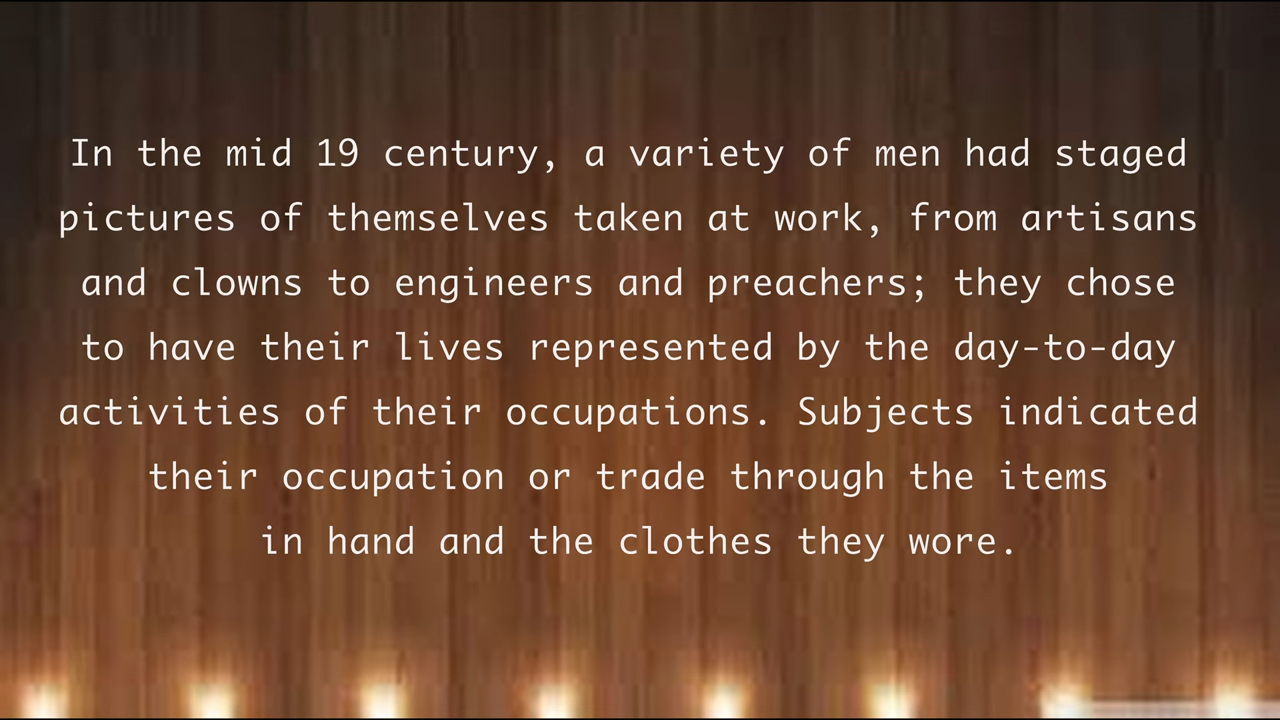 In the mid 19 century, a variety of men had staged
pictures of themselves taken at work, from artisans
and clowns to engineers and preachers; they chose
to have their lives represented by the day-to-day
activities of their occupations. Subjects indicated
their occupation or trade through the items
in hand and the clothes they wore.